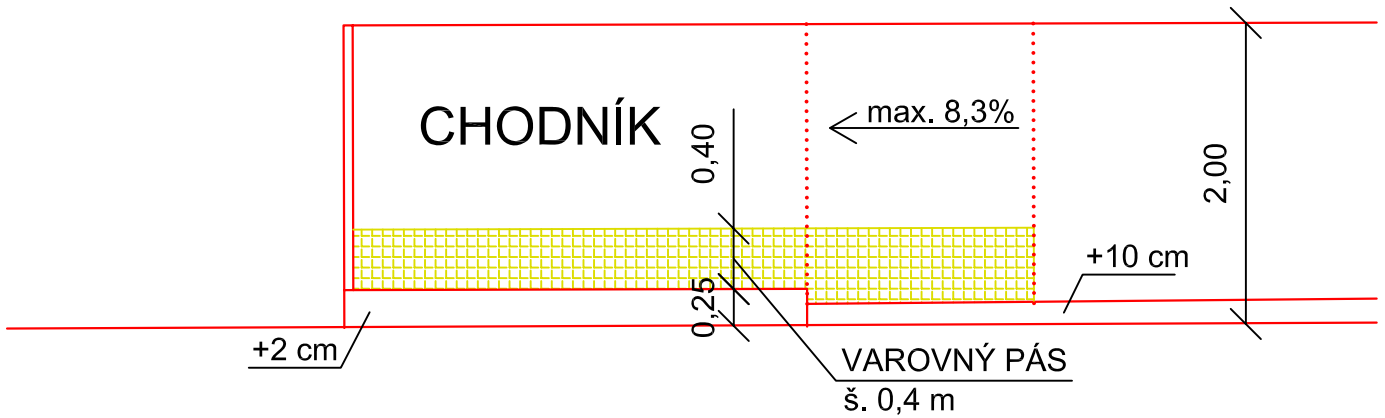 CHODNÍK
max. 8,3%
0,40
2,00
+10 cm
0,25
+2 cm
VAROVNÝ PÁS
š. 0,4 m